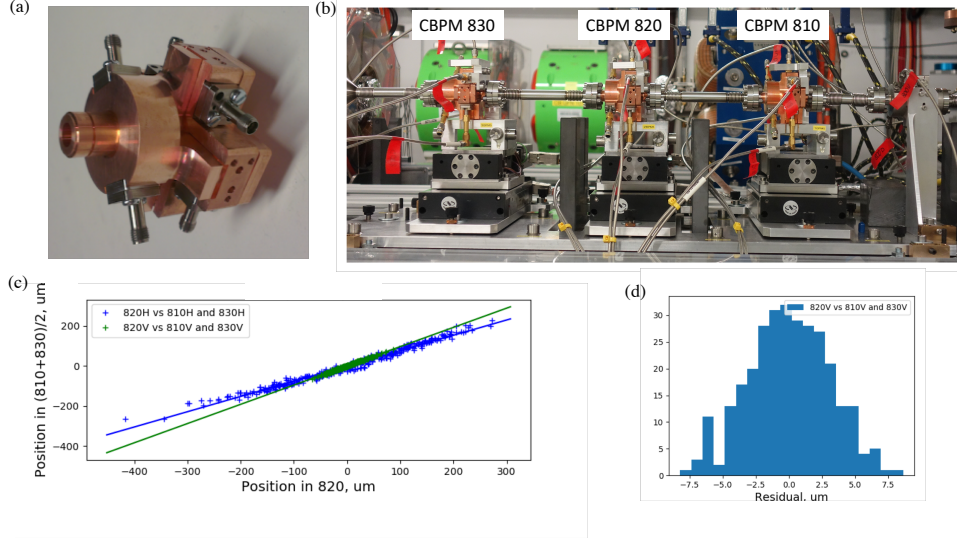 (a)
(b)
CBPM 830
CBPM 820
CBPM 810
(c)
Position in (810+830)/2, um
820H vs 810H and 830H
820V vs 810V and 830V
200
0
−200
−400
−400
−300
−200
−100
0
100
200
300
Position in 820, um
(d)
820V vs 810V and 830V
30
25
20
15
10
5
0
−7.5
−5.0
−2.5
0.0
2.5
5.0
7.5
Residual, um